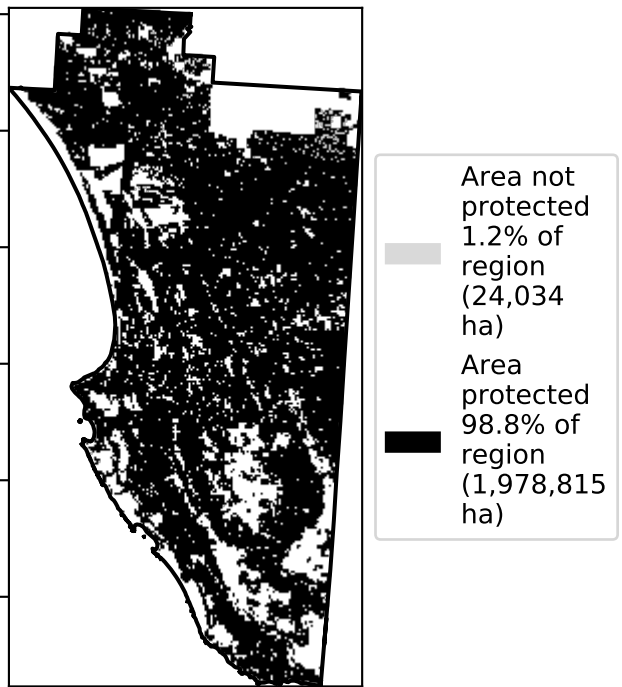 Area not
protected
1.2% of
region
(24,034
ha)
Area
protected
98.8% of
region
(1,978,815
ha)